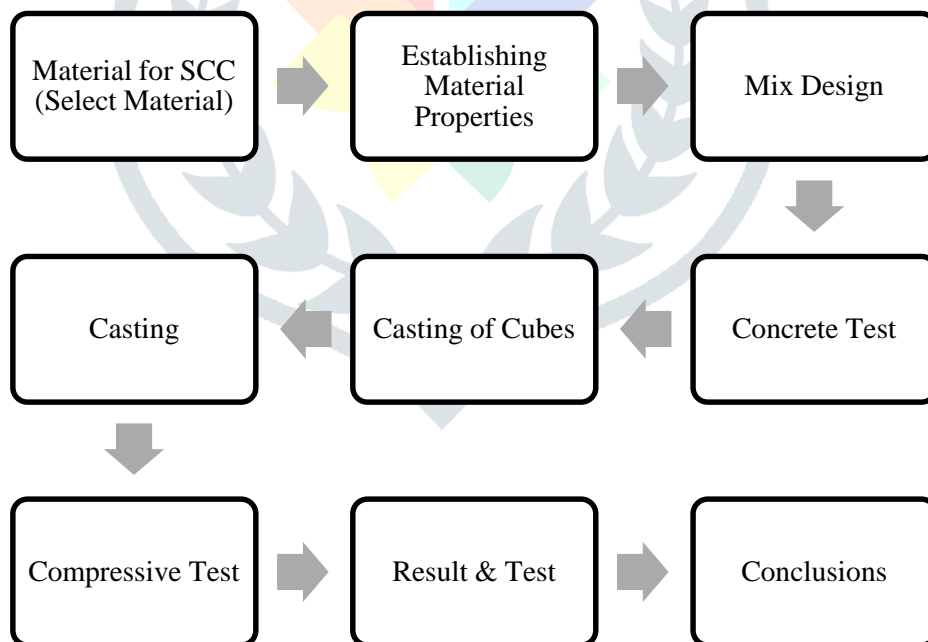 Material for SCC
(Select Material)
Establishing
Material
Properties
Mix Design
Concrete Test
Casting of Cubes
Casting
Compressive Test
Result & Test
Conclusions